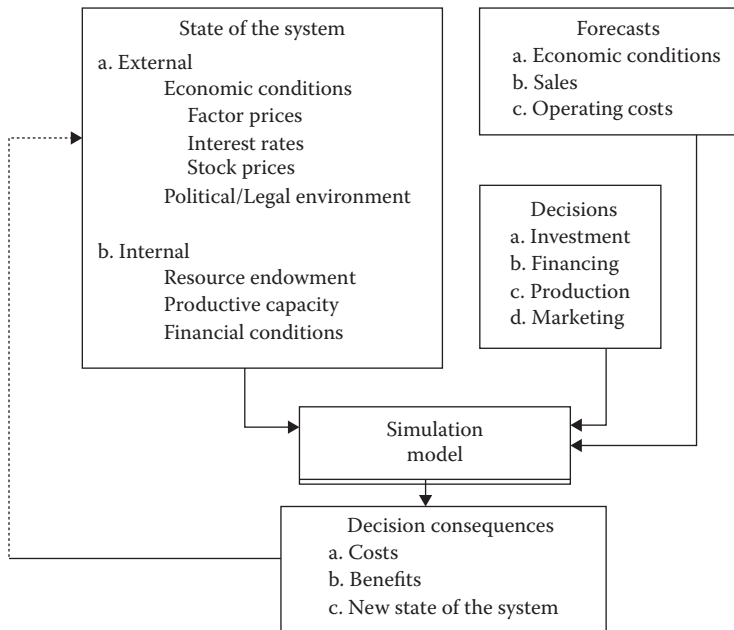 State of the system
a. External
Economic conditions
Factor prices
Interest rates
Stock prices
Political/Legal environment
b. Internal
Resource endowment
Productive capacity
Financial conditions
Forecasts
a. Economic conditions
b. Sales
c. Operating costs
Decisions
a. Investment
b. Financing
c. Production
d. Marketing
Simulation
model
Decision consequences
a. Costs
b. Benefits
c. New state of the system